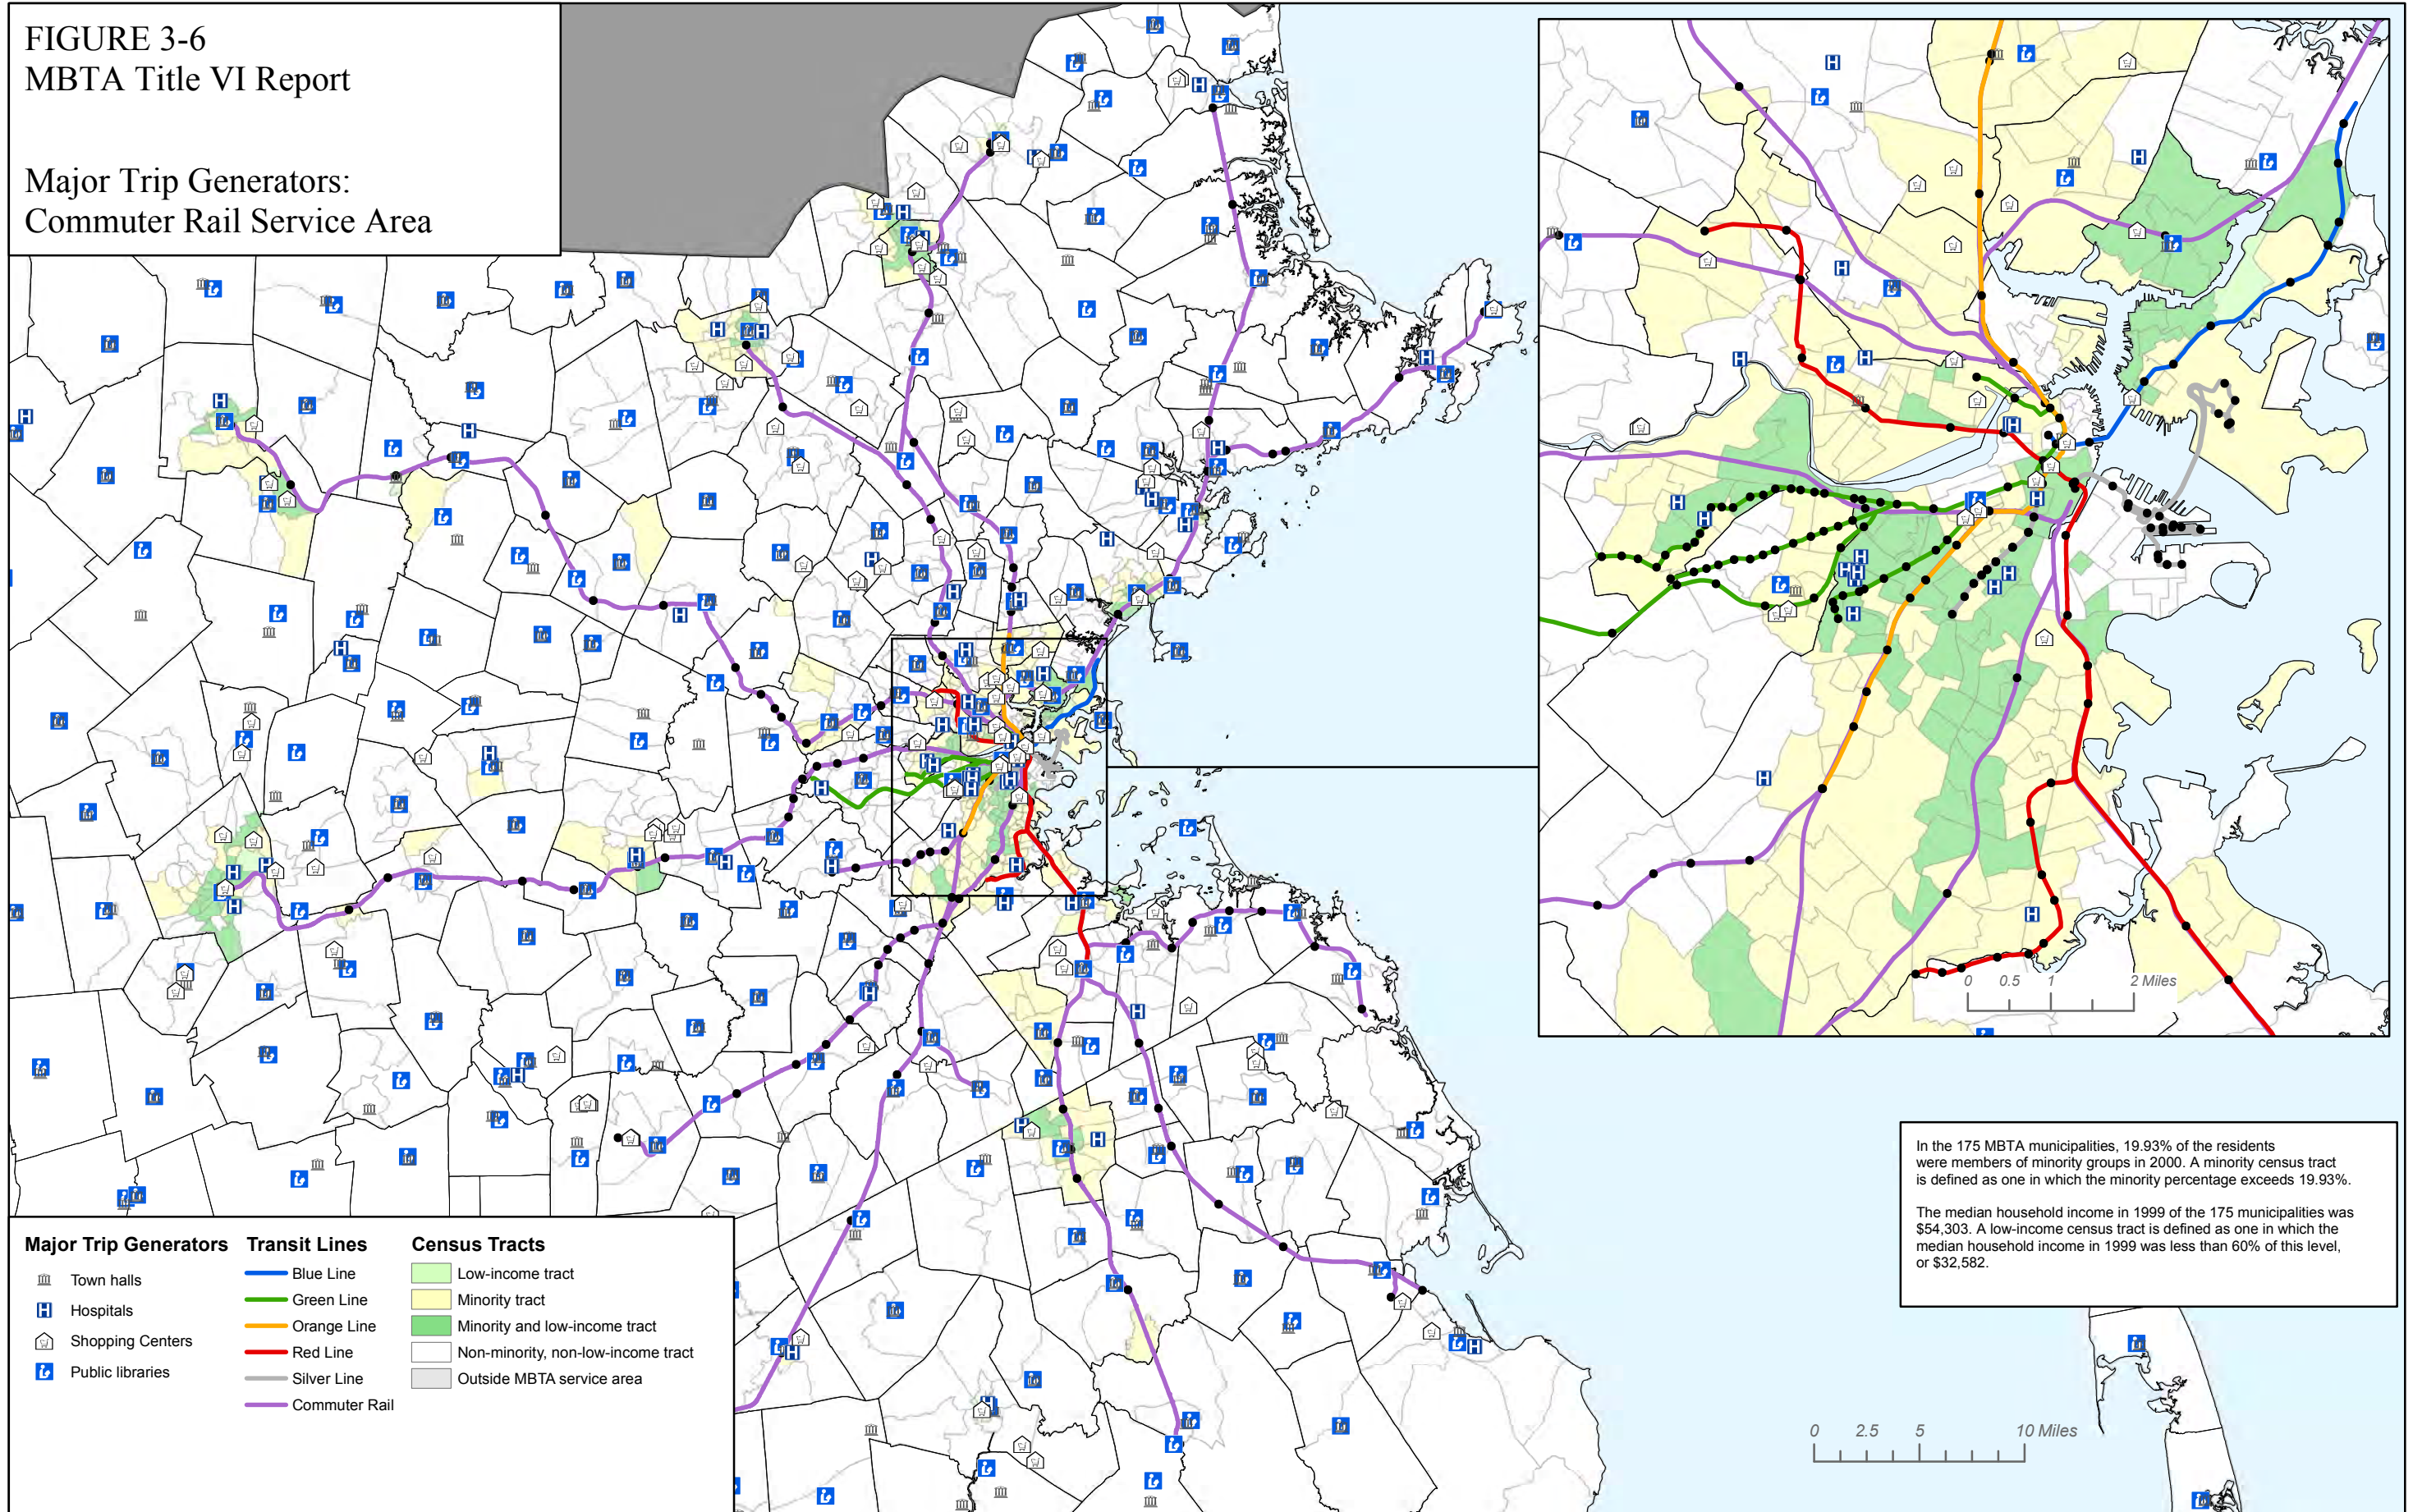 FIGURE 3-6
MBTA Title VI Report
Major Trip Generators:
Commuter Rail Service Area
0 0.5 1 2 Miles
In the 175 MBTA municipalities, 19.93% of the residents
were members of minority groups in 2000. A minority census tract
is defined as one in which the minority percentage exceeds 19.93%.
The median household income in 1999 of the 175 municipalities was
$54,303. A low-income census tract is defined as one in which the
median household income in 1999 was less than 60% of this level,
or $32,582.
Major Trip Generators
Town halls
H Hospitals
Shopping Centers
Public libraries
Transit Lines
Blue Line
Green Line
Orange Line
Red Line
Silver Line
Commuter Rail
Census Tracts
Low-income tract
Minority tract
Minority and low-income tract
Non-minority, non-low-income tract
Outside MBTA service area
0 2.5 5 10 Miles